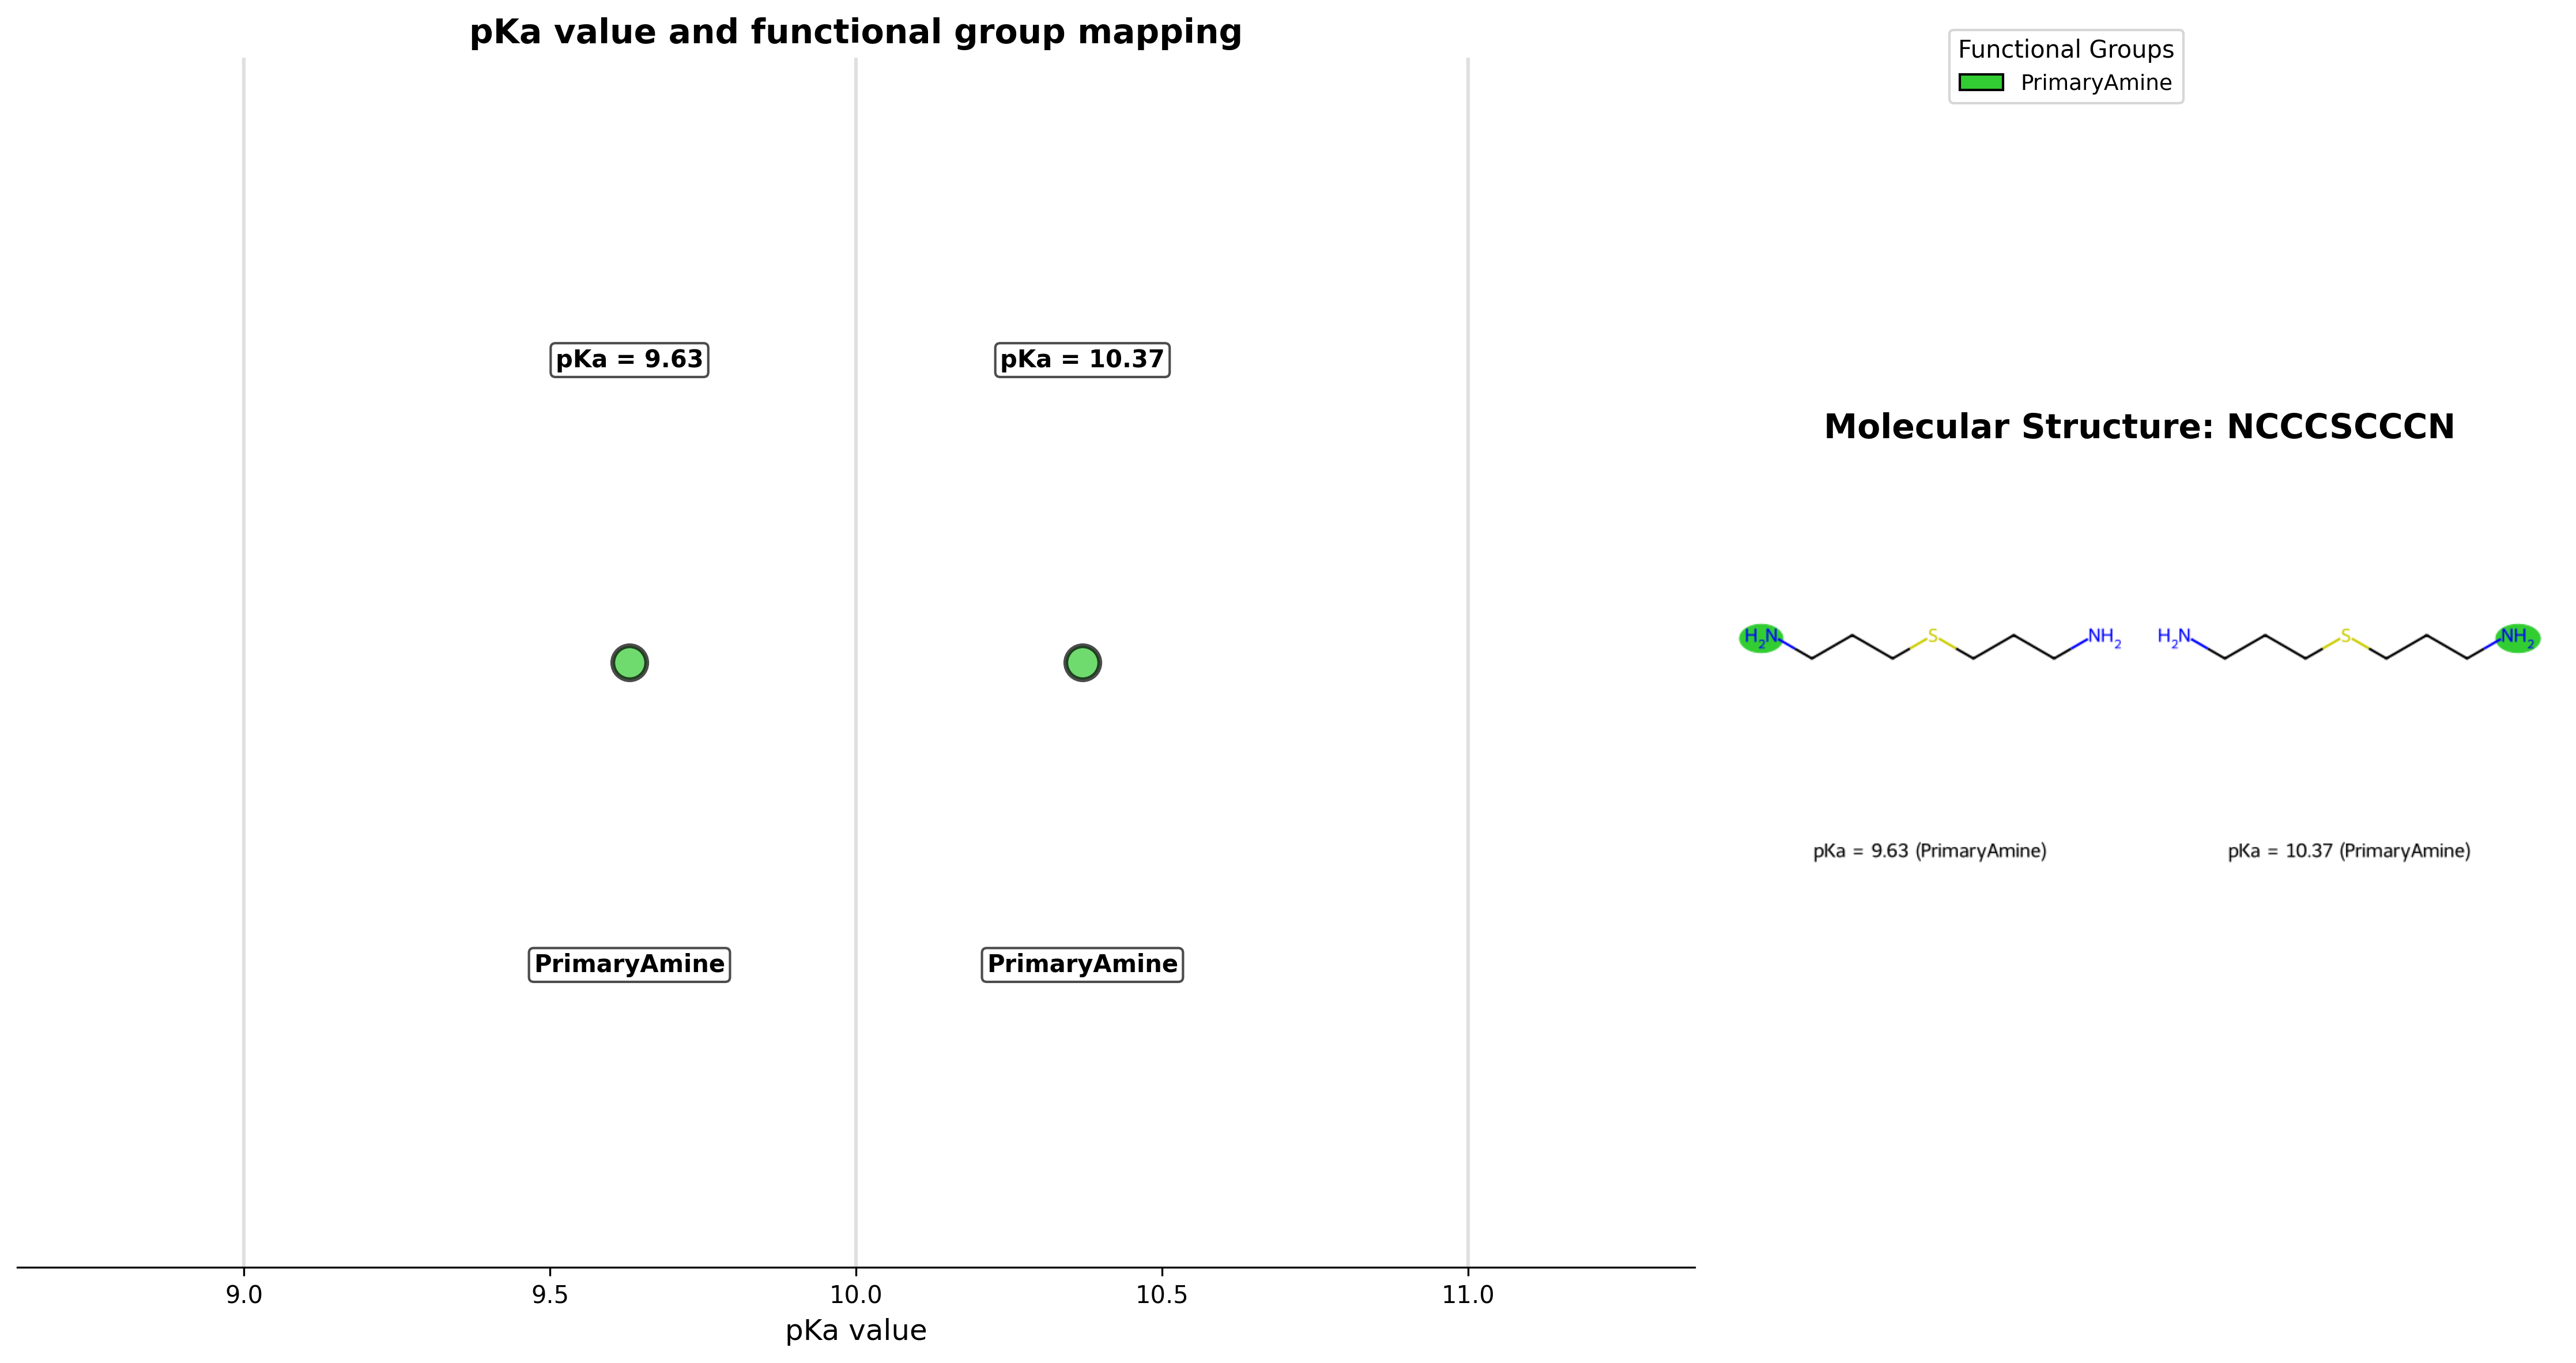 pKa value and functional group mapping
pKa = 9.63
pKa = 10.37
PrimaryAmine
PrimaryAmine
9.0
9.5
10.0
10.5
11.0
pKa value
Functional Groups
PrimaryAmine
Molecular Structure: NCCCSCCCN
H₂N
S
NH₂
H₂N
S
NH₂
pKa = 9.63 (PrimaryAmine)
pKa = 10.37 (PrimaryAmine)